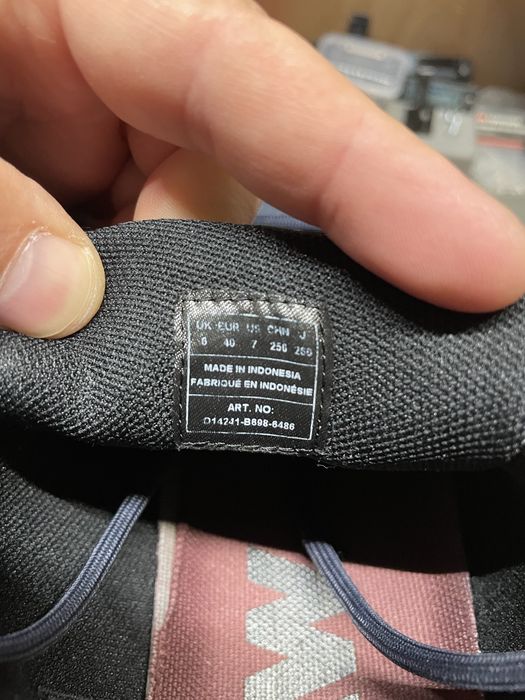 UK EUR US CHN J
6 40 7 250 250
MADE IN INDONESIA
FABRIQUÉ EN INDONÉSIE
ART. NO:
D14241-B698-6486